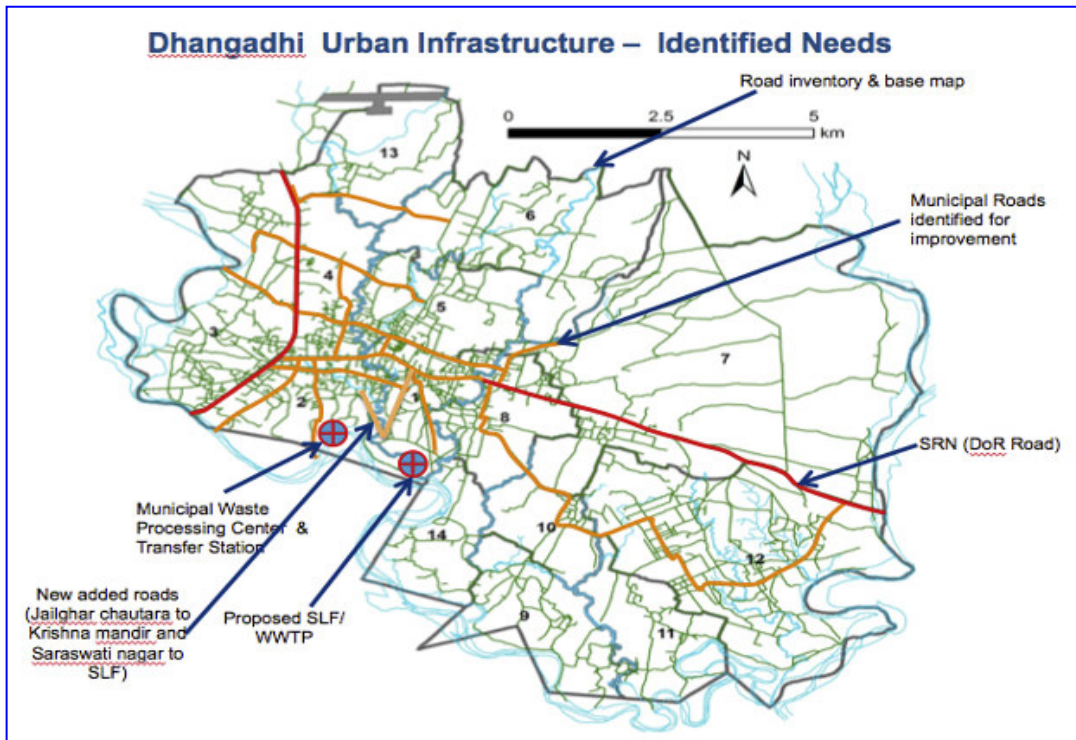 Dhangadhi Urban Infrastructure – Identified Needs
Road inventory & base map
0 2.5 5
km
N
13
6
Municipal Roads
identified for
improvement
4
5
3
7
2
1
8
SRN (DoR Road)
Municipal Waste
Processing Center &
Transfer Station
10
14
12
New added roads
(Jailghar chautara to
Krishna mandir and
Saraswati nagar to
SLF)
Proposed SLF/
WWTP
9
11